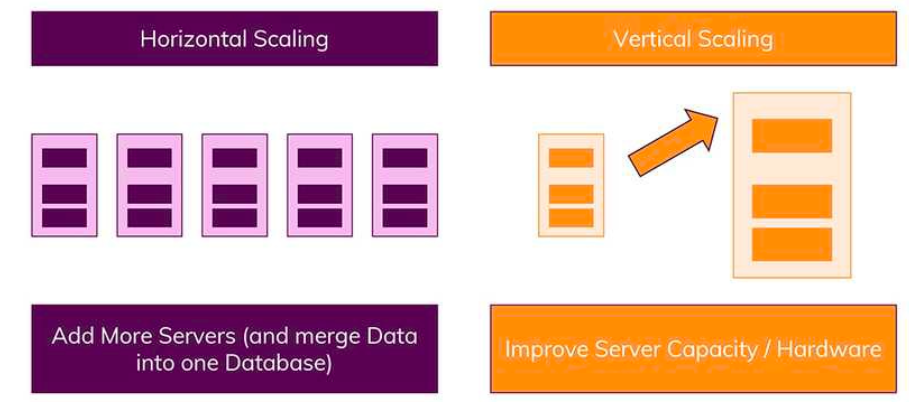 Horizontal Scaling
Vertical Scaling
Add More Servers (and merge Data
into one Database)
Improve Server Capacity / Hardware